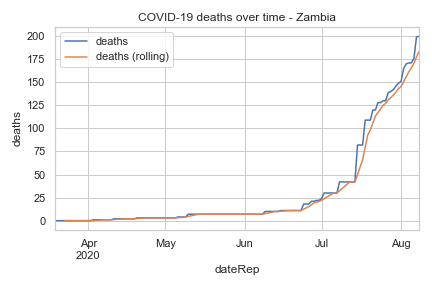 COVID-19 deaths over time - Zambia
deaths
deaths (rolling)
200
175
150
125
100
75
50
25
0
deaths
Apr
2020
May
Jun
Jul
Aug
dateRep